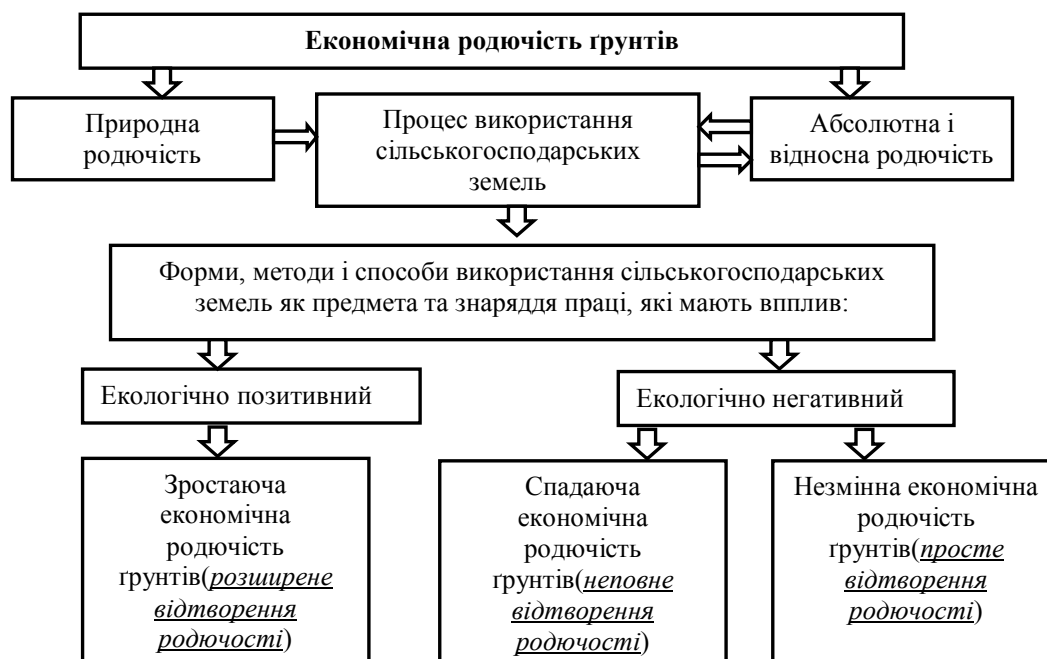 Економічна родючість ґрунтів
Природна
родючість
Процес використання
сільськогосподарських
земель
Абсолютна і
відносна родючість
Форми, методи і способи використання сільськогосподарських
земель як предмета та знаряддя праці, які мають впплив:
Екологічно позитивний
Екологічно негативний
Зростаюча
економічна
родючість
ґрунтів(розширене
відтворення
родючості)
Спадаюча
економічна
родючість
ґрунтів(неповне
відтворення
родючості)
Незмінна економічна
родючість
ґрунтів(просте
відтворення
родючості)